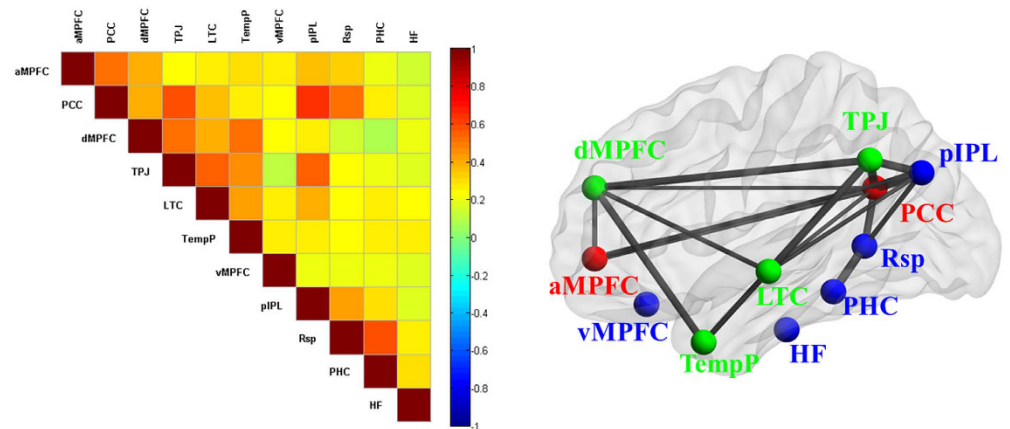 aMPFC PCC dMPFC TPJ LTC TempP vMPFC pIPL Rsp PHC HF
aMPFC
PCC
dMPFC
TPJ
LTC
TempP
vMPFC
pIPL
Rsp
PHC
HF
1
0.8
0.6
0.4
0.2
0
-0.2
-0.4
-0.6
-0.8
-1
TPJ
dMPFC
pIPL
PCC
Rsp
aMPFC
LTC
PHC
vMPFC
HF
TempP